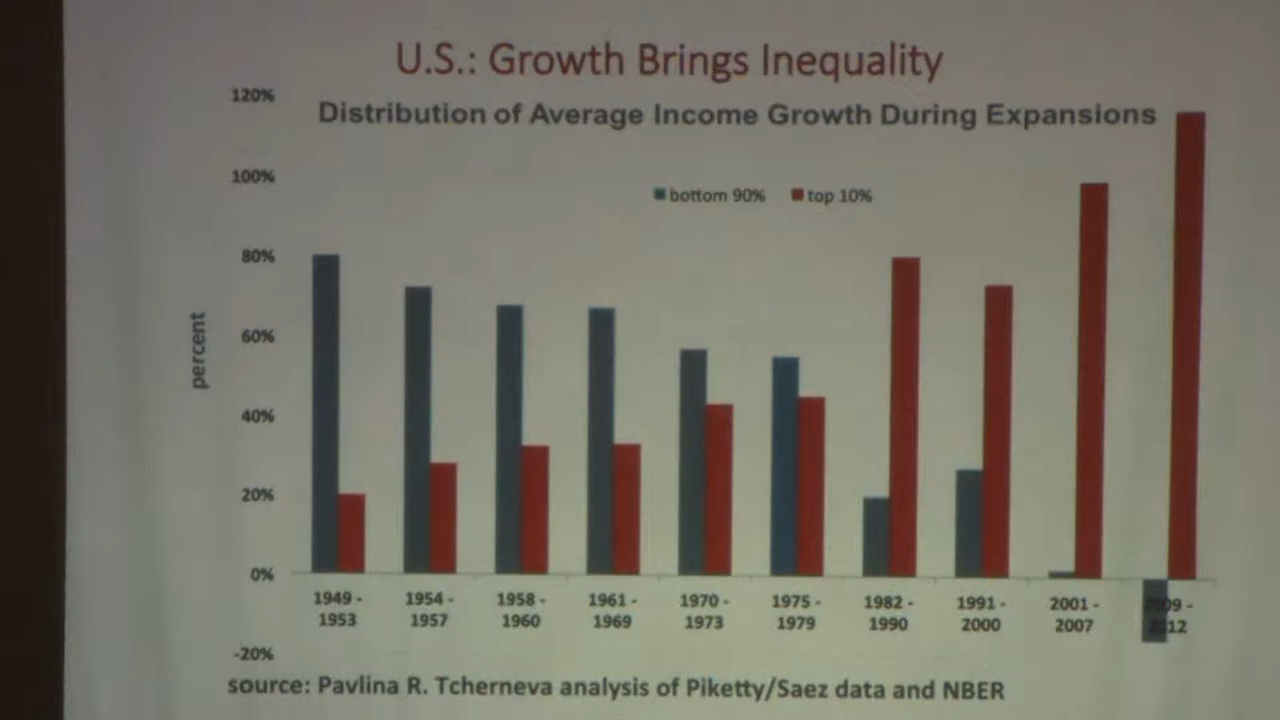 U.S.: Growth Brings Inequality
Distribution of Average Income Growth During Expansions
120%
100%
80%
60%
40%
20%
0%
-20%
percent
bottom 90% top 10%
1949 - 1954 - 1958 - 1961 - 1970 - 1975 - 1982 - 1991 - 2001 - 2009 -
1953 1957 1960 1969 1973 1979 1990 2000 2007 2012
source: Pavlina R. Tcherneva analysis of Piketty/Saez data and NBER